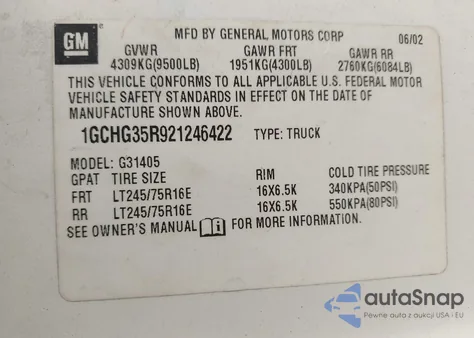 GM
MFD BY GENERAL MOTORS CORP 06/02
GVWR GAWR FRT GAWR RR
4309KG(9500LB) 1951KG(4300LB) 2760KG(6084LB)
THIS VEHICLE CONFORMS TO ALL APPLICABLE U.S. FEDERAL MOTOR
VEHICLE SAFETY STANDARDS IN EFFECT ON THE DATE OF
MANUFACTURE SHOWN ABOVE.
1GCHG35R921246422 TYPE: TRUCK
MODEL: G31405
GPAT TIRE SIZE RIM COLD TIRE PRESSURE
FRT LT245/75R16E 16X6.5K 340KPA(50PSI)
RR LT245/75R16E 16X6.5K 550KPA(80PSI)
SEE OWNER'S MANUAL i FOR MORE INFORMATION.
autoSnap
Pewne auta z aukcji USA i EU